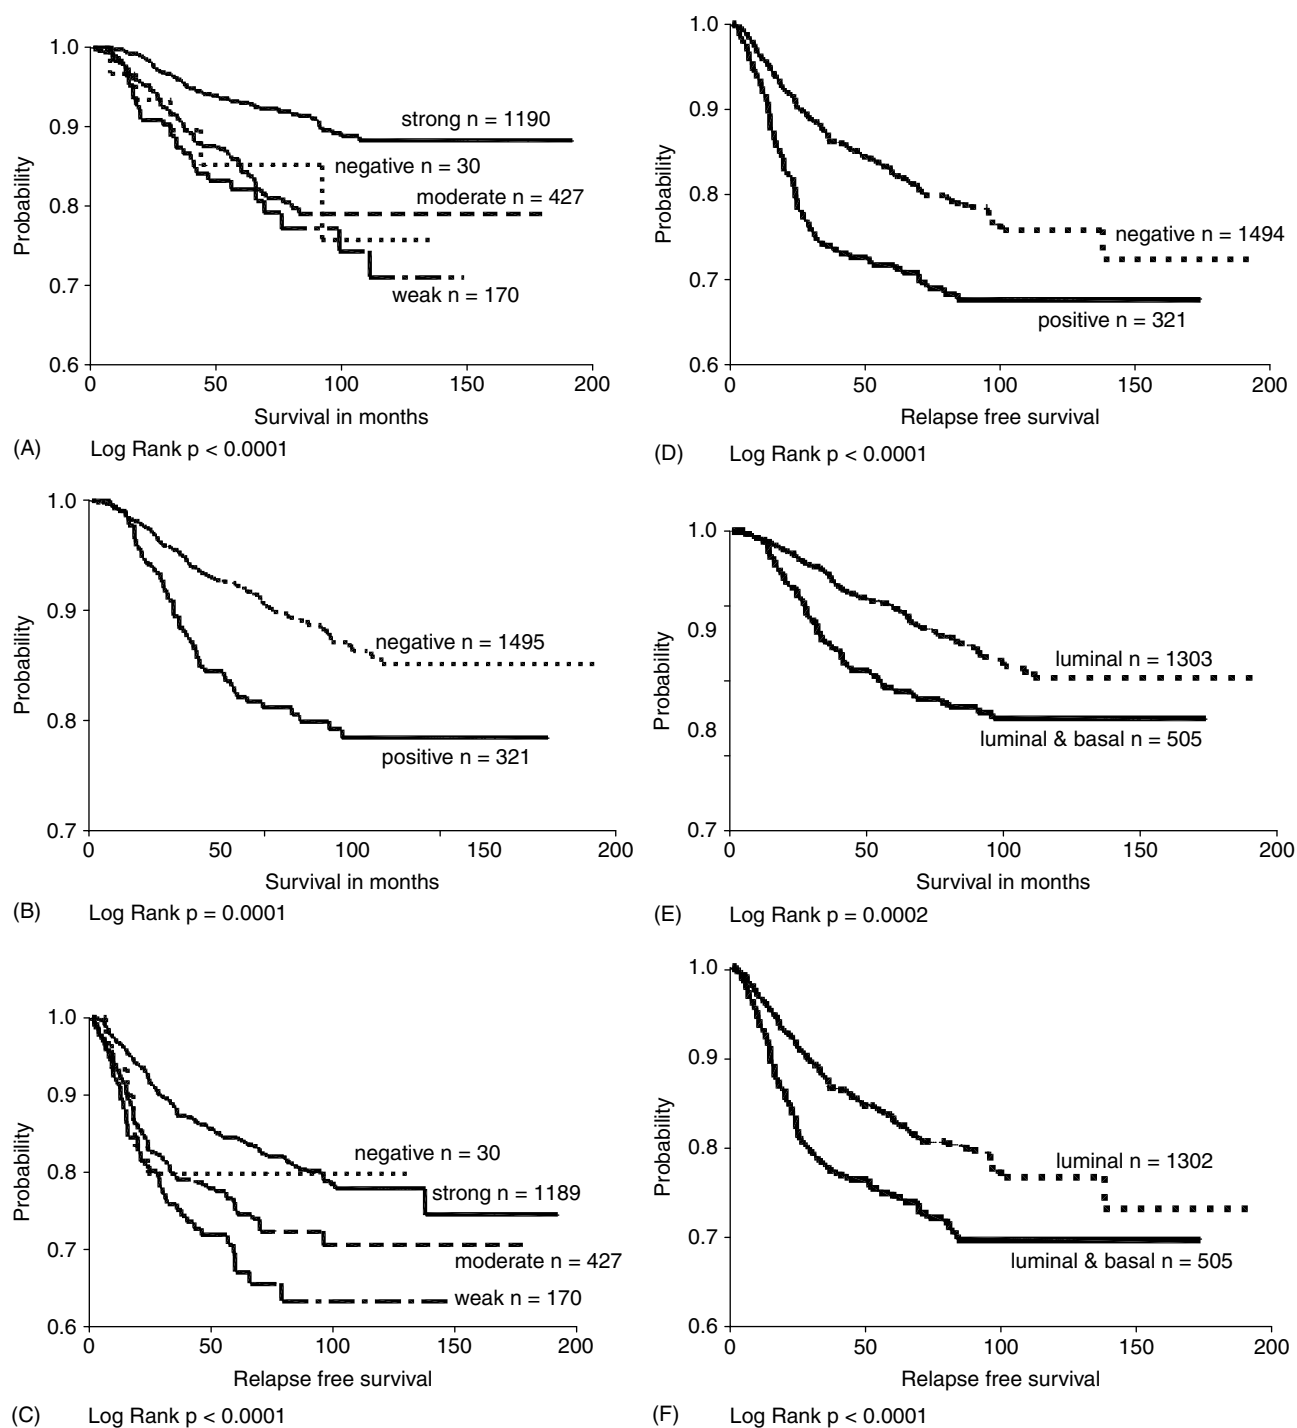 1.0
0.9
0.8
0.7
0.6
Probability
strong n = 1190
negative n = 30
moderate n = 427
weak n = 170
0 50 100 150 200
Survival in months
(A) Log Rank p < 0.0001
1.0
0.9
0.8
0.7
Probability
negative n = 1495
positive n = 321
0 50 100 150 200
Survival in months
(B) Log Rank p = 0.0001
1.0
0.9
0.8
0.7
0.6
Probability
negative n = 30
strong n = 1189
moderate n = 427
weak n = 170
0 50 100 150 200
Relapse free survival
(C) Log Rank p < 0.0001
1.0
0.9
0.8
0.7
0.6
Probability
negative n = 1494
positive n = 321
0 50 100 150 200
Relapse free survival
(D) Log Rank p < 0.0001
1.0
0.9
0.8
0.7
Probability
luminal n = 1303
luminal & basal n = 505
0 50 100 150 200
Survival in months
(E) Log Rank p = 0.0002
1.0
0.9
0.8
0.7
0.6
Probability
luminal n = 1302
luminal & basal n = 505
0 50 100 150 200
Relapse free survival
(F) Log Rank p < 0.0001